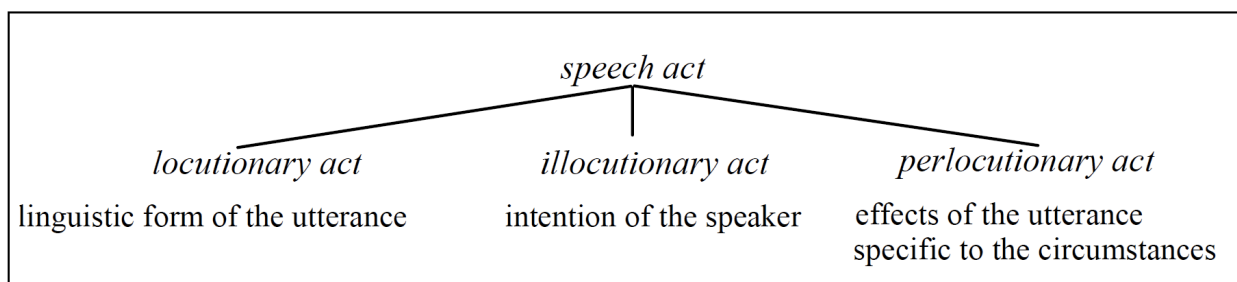 speech act
locutionary act
illocutionary act
perlocutionary act
linguistic form of the utterance
intention of the speaker
effects of the utterance
specific to the circumstances